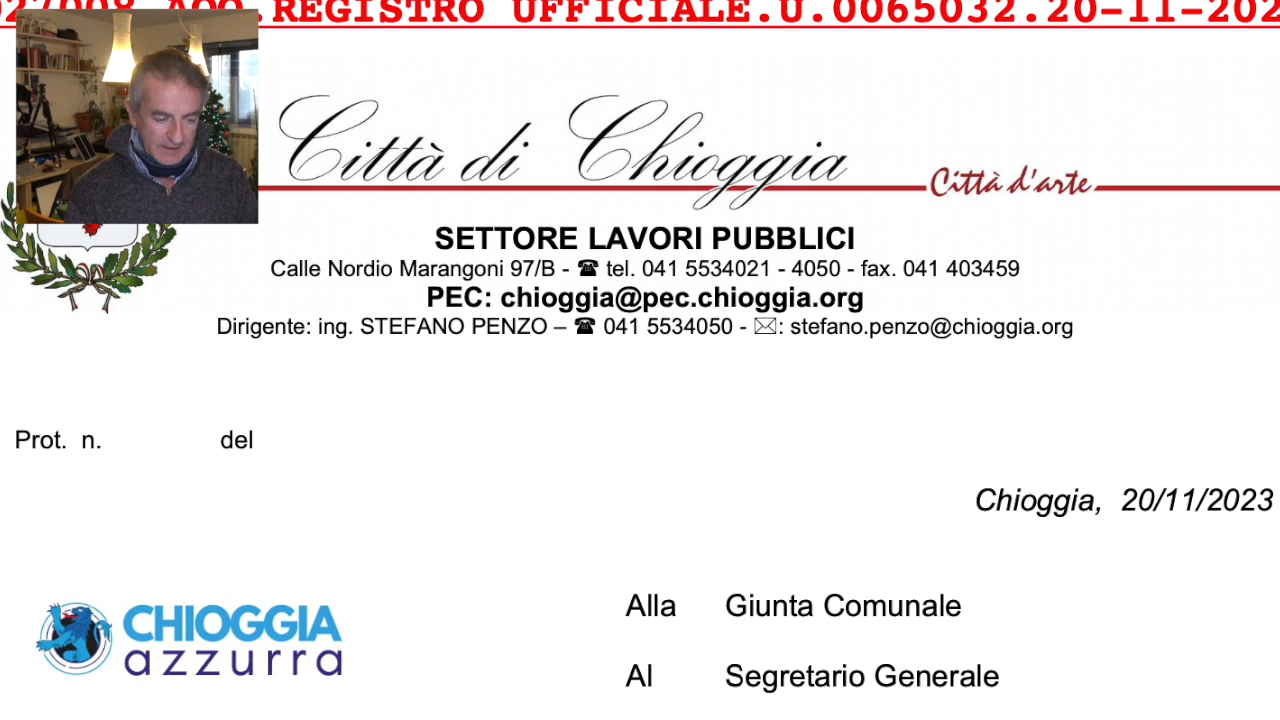 REGISTRO UFFICIALE.U.0065032.20-11-202
Città di Chioggia
Città d'arte
SETTORE LAVORI PUBBLICI
Calle Nordio Marangoni 97/B - ☎ tel. 041 5534021 - 4050 - fax. 041 403459
PEC: chioggia@pec.chioggia.org
Dirigente: ing. STEFANO PENZO – ☎ 041 5534050 - ✉: stefano.penzo@chioggia.org
Prot. n. del
Chioggia, 20/11/2023
Alla Giunta Comunale
CHIOGGIA
azzurra
Al Segretario Generale